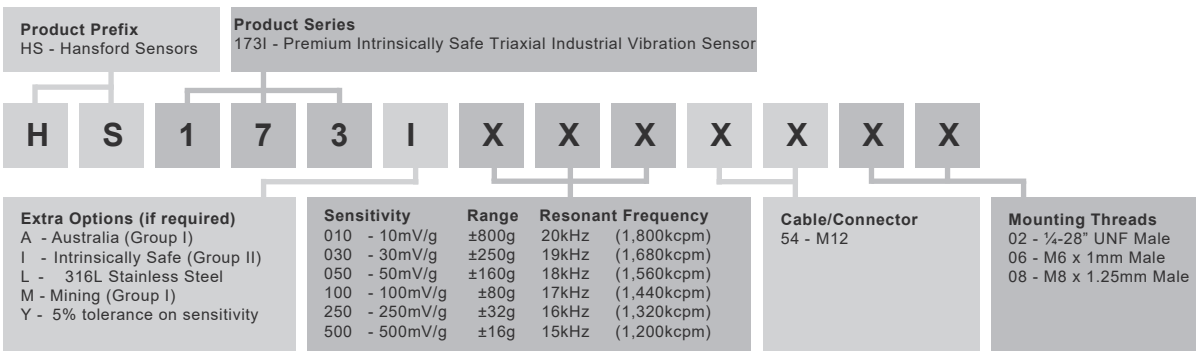 Product Prefix
HS - Hansford Sensors
Product Series
173I - Premium Intrinsically Safe Triaxial Industrial Vibration Sensor
H S 1 7 3 I X X X X X X X
Extra Options (if required)
A - Australia (Group I)
I - Intrinsically Safe (Group II)
L - 316L Stainless Steel
M - Mining (Group I)
Y - 5% tolerance on sensitivity
Sensitivity Range Resonant Frequency
010 - 10mV/g ±800g 20kHz (1,800kcpm)
030 - 30mV/g ±250g 19kHz (1,680kcpm)
050 - 50mV/g ±160g 18kHz (1,560kcpm)
100 - 100mV/g ±80g 17kHz (1,440kcpm)
250 - 250mV/g ±32g 16kHz (1,320kcpm)
500 - 500mV/g ±16g 15kHz (1,200kcpm)
Cable/Connector
54 - M12
Mounting Threads
02 - ¼-28” UNF Male
06 - M6 x 1mm Male
08 - M8 x 1.25mm Male